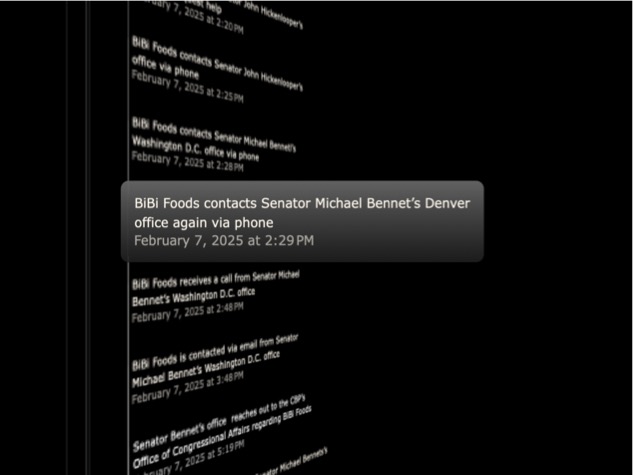 est help
John Hickenlooper's
uary 7, 2025 at 2:20 PM
BiBi Foods contacts Senator John Hickenlooper's
office via phone
February 7, 2025 at 2:25 PM
BiBi Foods contacts Senator Michael Bennet's
Washington D.C. office via phone
February 7, 2025 at 2:28 PM
BiBi Foods contacts Senator Michael Bennet’s Denver
office again via phone
February 7, 2025 at 2:29 PM
BiBi Foods receives a call from Senator Michael
Bennet's Washington D.C. office
February 7, 2025 at 2:48 PM
BiBi Foods is contacted via email from Senator
Michael Bennet's Washington D.C. office
February 7, 2025 at 3:48 PM
Senator Bennet's office reaches out to the CBP's
Office of Congressional Affairs regarding BiBi Foods
uary 7, 2025 at 5:19 PM
nator Michael Bennet's